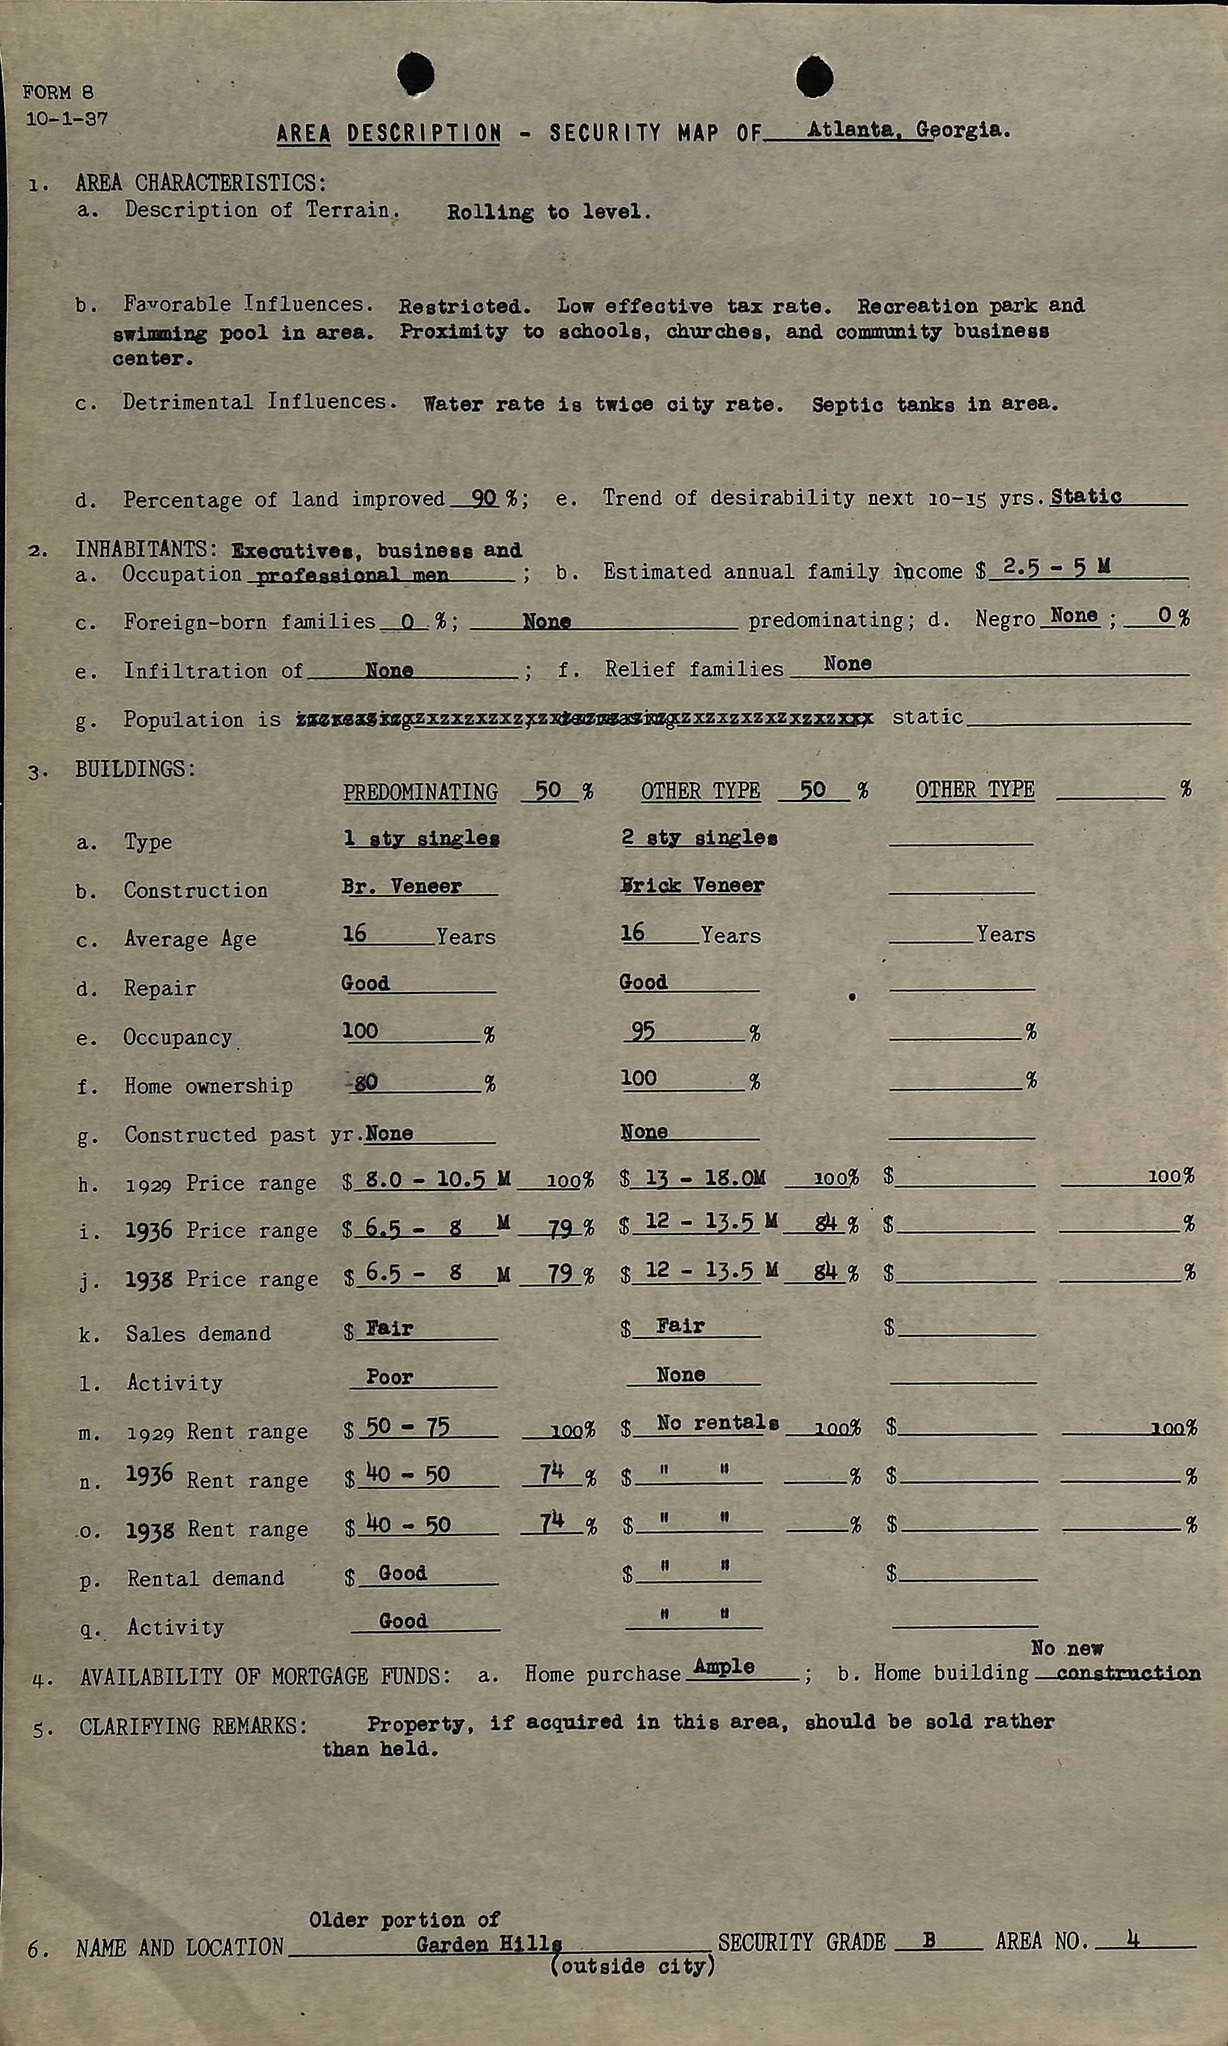 FORM 8
10-1-37
AREA DESCRIPTION - SECURITY MAP OF Atlanta, Georgia.
1. AREA CHARACTERISTICS:
a. Description of Terrain. Rolling to level.
b. Favorable Influences. Restricted. Low effective tax rate. Recreation park and
swimming pool in area. Proximity to schools, churches, and community business
center.
c. Detrimental Influences. Water rate is twice city rate. Septic tanks in area.
d. Percentage of land improved 90 %; e. Trend of desirability next 10-15 yrs. Static
2. INHABITANTS: Executives, business and
a. Occupation professional men ; b. Estimated annual family income $ 2.5 - 5 M
c. Foreign-born families 0 %; None predominating; d. Negro None ; 0 %
e. Infiltration of None ; f. Relief families None
g. Population is static
3. BUILDINGS:
PREDOMINATING 50 % OTHER TYPE 50 % OTHER TYPE %
a. Type 1 sty singles 2 sty singles
b. Construction Br. Veneer Brick Veneer
c. Average Age 16 Years 16 Years Years
d. Repair Good Good
e. Occupancy 100 % 95 % %
f. Home ownership 80 % 100 % %
g. Constructed past yr. None None
h. 1929 Price range $ 8.0 - 10.5 M 100% $ 13 - 18.0M 100% $ 100%
i. 1936 Price range $ 6.5 - 8 M 79 % $ 12 - 13.5 M 84 % $ %
j. 1938 Price range $ 6.5 - 8 M 79 % $ 12 - 13.5 M 84 % $ %
k. Sales demand $ Fair $ Fair $
l. Activity Poor None
m. 1929 Rent range $ 50 - 75 100% $ No rentals 100% $ 100%
n. 1936 Rent range $ 40 - 50 74 % $ " " % $ %
o. 1938 Rent range $ 40 - 50 74 % $ " " % $ %
p. Rental demand $ Good $ " " $
q. Activity Good " "
No new
4. AVAILABILITY OF MORTGAGE FUNDS: a. Home purchase Ample ; b. Home building construction
5. CLARIFYING REMARKS: Property, if acquired in this area, should be sold rather
than held.
Older portion of
6. NAME AND LOCATION Garden Hills SECURITY GRADE B AREA NO. 4
(outside city)